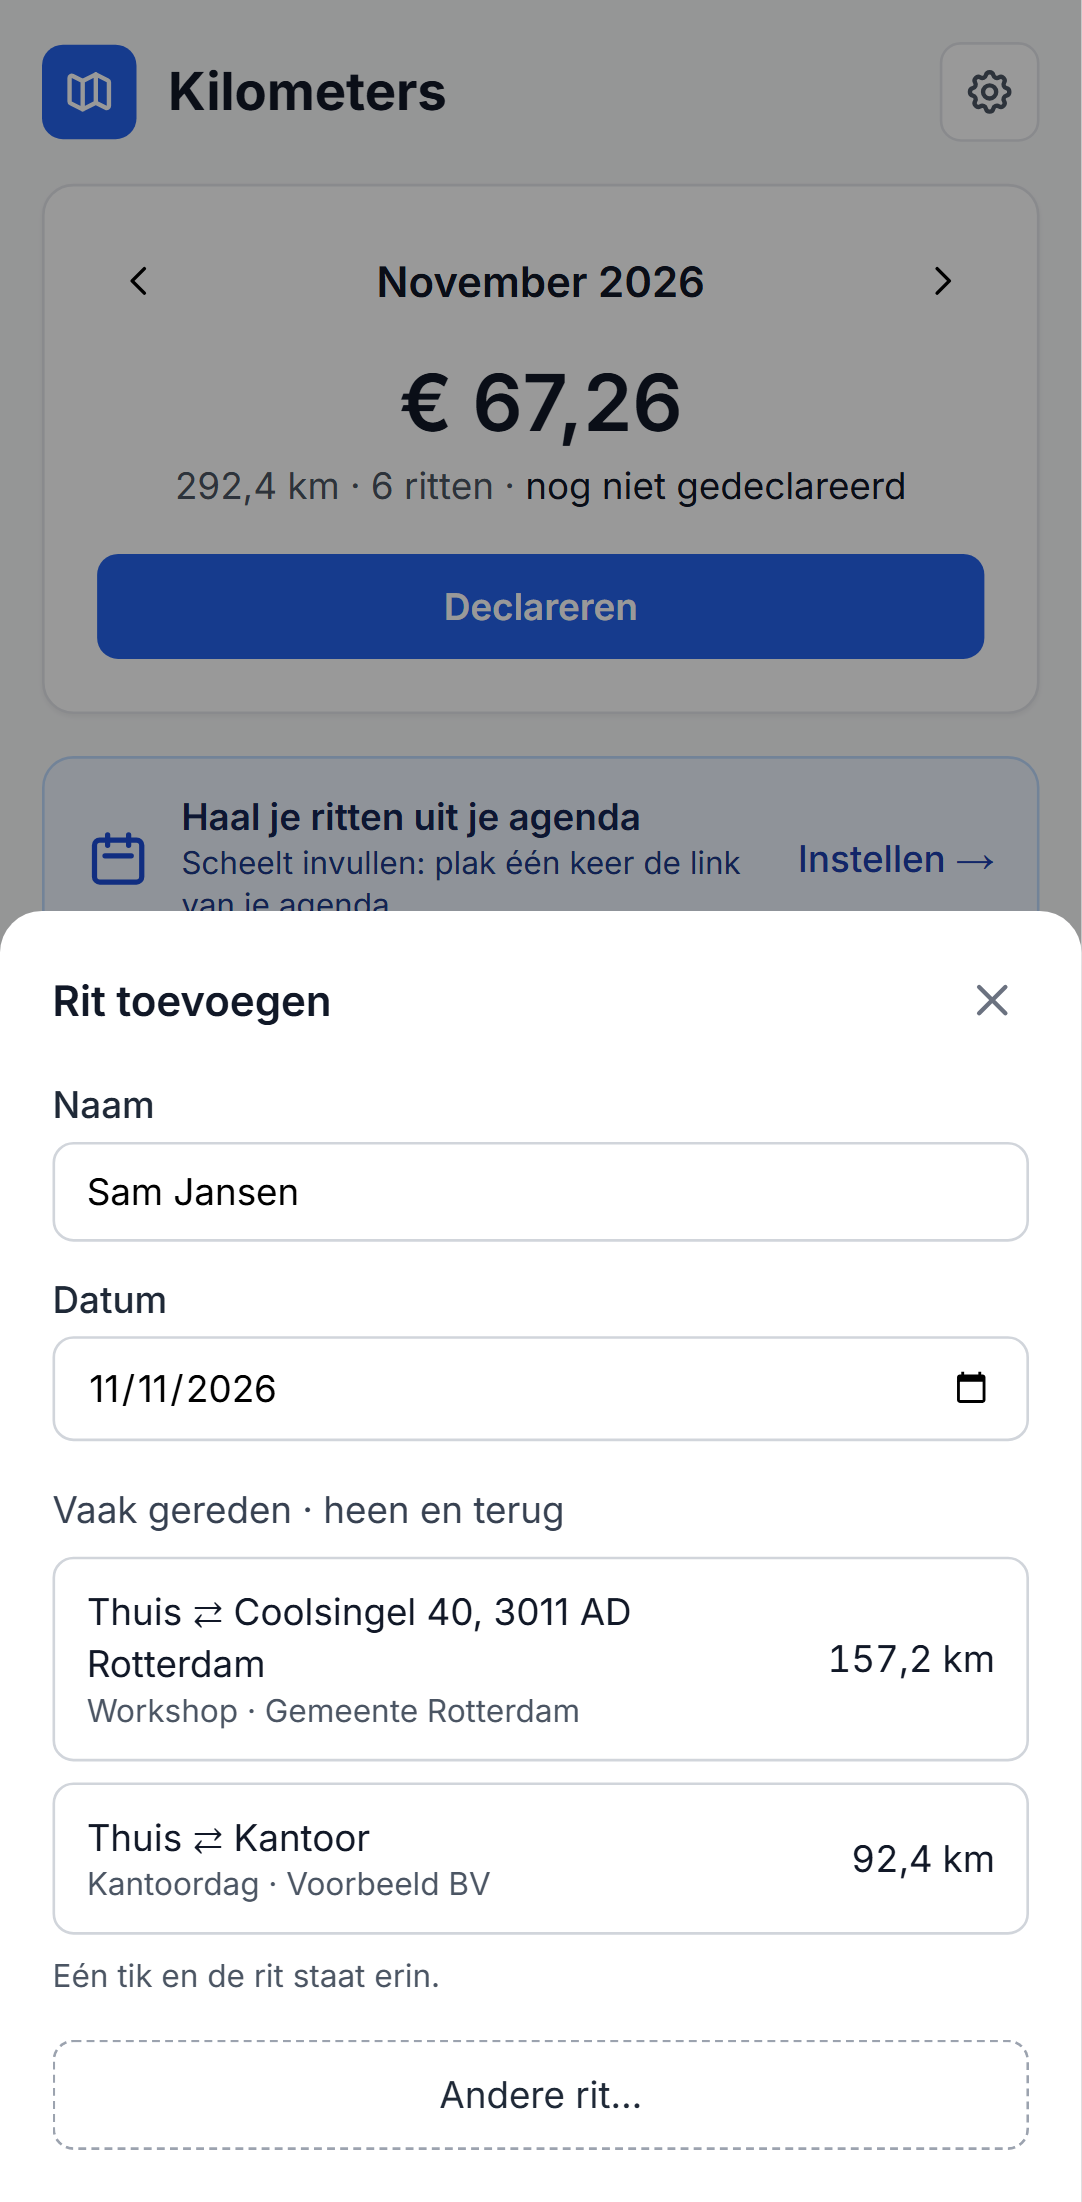 Kilometers
November 2026
€ 67,26
292,4 km · 6 ritten · nog niet gedeclareerd
Declareren
Haal je ritten uit je agenda
Scheelt invullen: plak één keer de link
van je agenda
Instellen →
Rit toevoegen
Naam
Sam Jansen
Datum
11/11/2026
Vaak gereden · heen en terug
Thuis ⇄ Coolsingel 40, 3011 AD
Rotterdam
157,2 km
Workshop · Gemeente Rotterdam
Thuis ⇄ Kantoor
92,4 km
Kantoordag · Voorbeeld BV
Eén tik en de rit staat erin.
Andere rit...